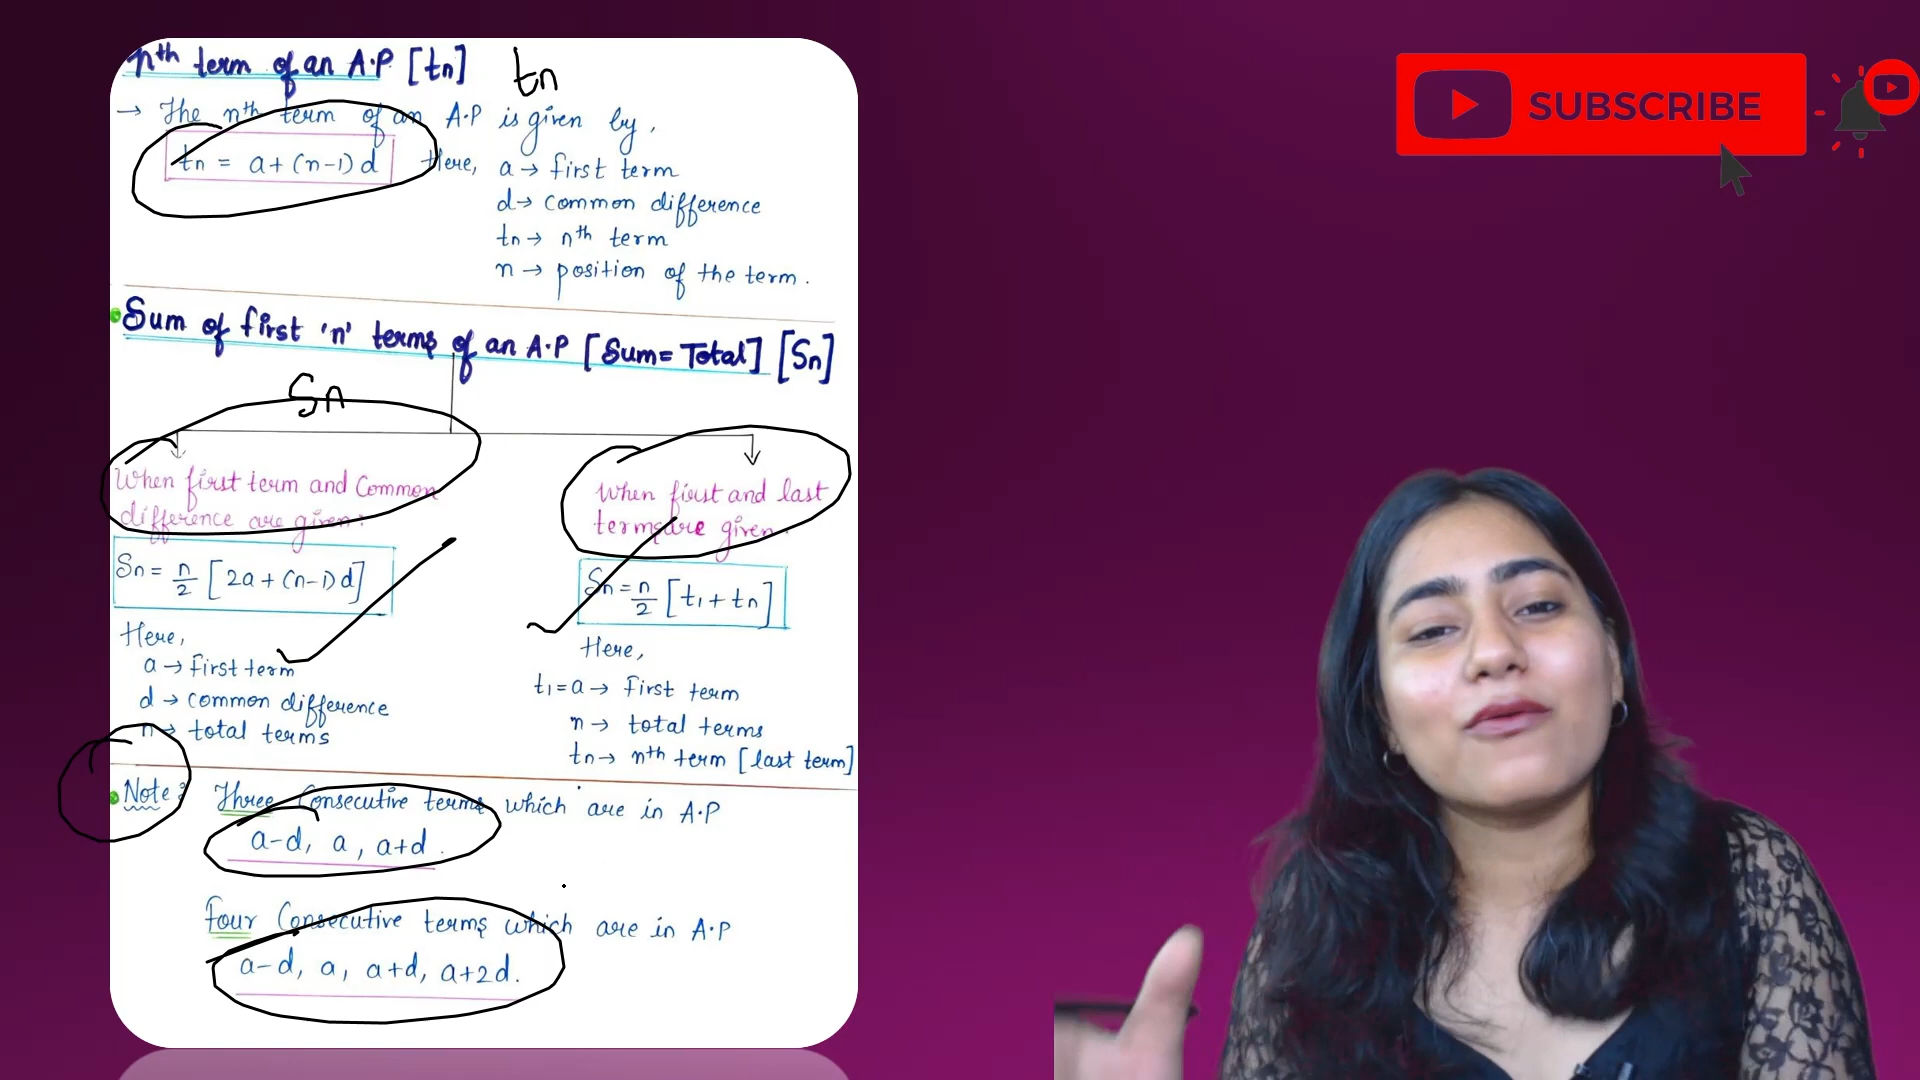 nth term of an A.P [tn] tn
→ The nth term of an A.P is given by,
tn = a+(n-1)d Here, a→ first term
d→ common difference
tn→ nth term
n→ position of the term.
Sum of first 'n' terms of an A.P [Sum= Total] [Sn]
Sn
When first term and Common
difference are given:
Sn = n/2 [2a+(n-1)d]
Here,
a→ first term
d→ common difference
n→ total terms
When first and last
terms are given.
Sn = n/2 [t1+tn]
Here,
t1=a→ first term
n→ total terms
tn→ nth term [last term]
Note: Three Consecutive terms which are in A.P
a-d, a, a+d.
four Consecutive terms which are in A.P
a-d, a, a+d, a+2d.
SUBSCRIBE